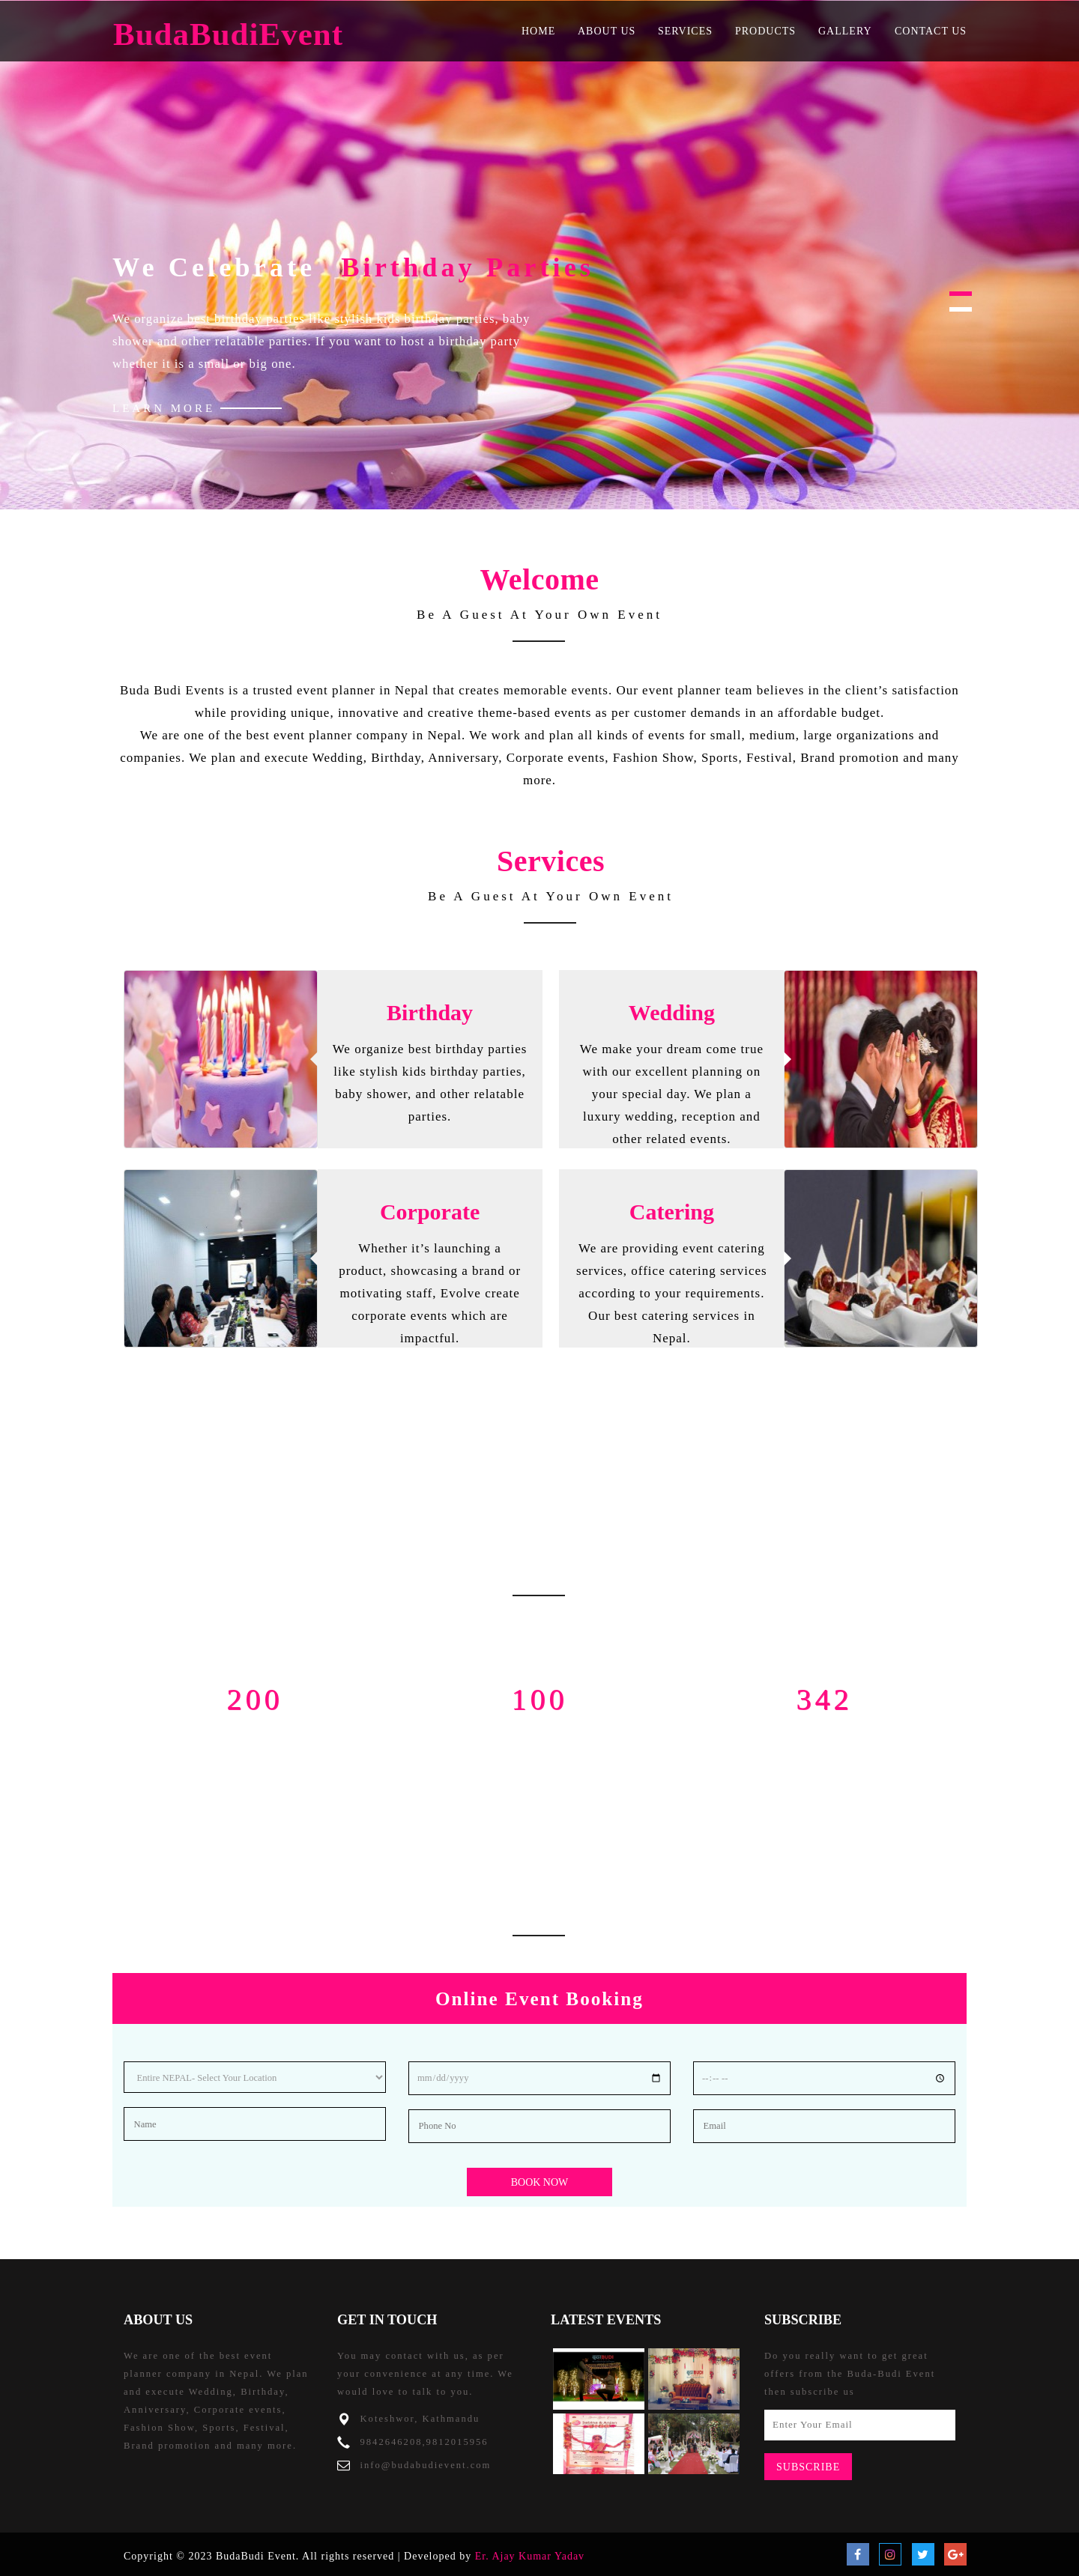 BudaBudiEvent
HOME ABOUT US SERVICES PRODUCTS GALLERY CONTACT US
BIRTHDA
We Celebrate Birthday Parties
We organize best birthday parties like stylish kids birthday parties, baby
shower and other relatable parties. If you want to host a birthday party
whether it is a small or big one.
LEARN MORE
Welcome
Be A Guest At Your Own Event
Buda Budi Events is a trusted event planner in Nepal that creates memorable events. Our event planner team believes in the client’s satisfaction
while providing unique, innovative and creative theme-based events as per customer demands in an affordable budget.
We are one of the best event planner company in Nepal. We work and plan all kinds of events for small, medium, large organizations and
companies. We plan and execute Wedding, Birthday, Anniversary, Corporate events, Fashion Show, Sports, Festival, Brand promotion and many
more.
Services
Be A Guest At Your Own Event
Birthday
We organize best birthday parties
like stylish kids birthday parties,
baby shower, and other relatable
parties.
Wedding
We make your dream come true
with our excellent planning on
your special day. We plan a
luxury wedding, reception and
other related events.
Corporate
Whether it’s launching a
product, showcasing a brand or
motivating staff, Evolve create
corporate events which are
impactful.
Catering
We are providing event catering
services, office catering services
according to your requirements.
Our best catering services in
Nepal.
200 100 342
Online Event Booking
Entire NEPAL- Select Your Location
mm/dd/yyyy
--:-- --
Name
Phone No
Email
BOOK NOW
ABOUT US
We are one of the best event
planner company in Nepal. We plan
and execute Wedding, Birthday,
Anniversary, Corporate events,
Fashion Show, Sports, Festival,
Brand promotion and many more.
GET IN TOUCH
You may contact with us, as per
your convenience at any time. We
would love to talk to you.
Koteshwor, Kathmandu
9842646208,9812015956
info@budabudievent.com
LATEST EVENTS
SUBSCRIBE
Do you really want to get great
offers from the Buda-Budi Event
then subscribe us
Enter Your Email
SUBSCRIBE
Copyright © 2023 BudaBudi Event. All rights reserved | Developed by Er. Ajay Kumar Yadav